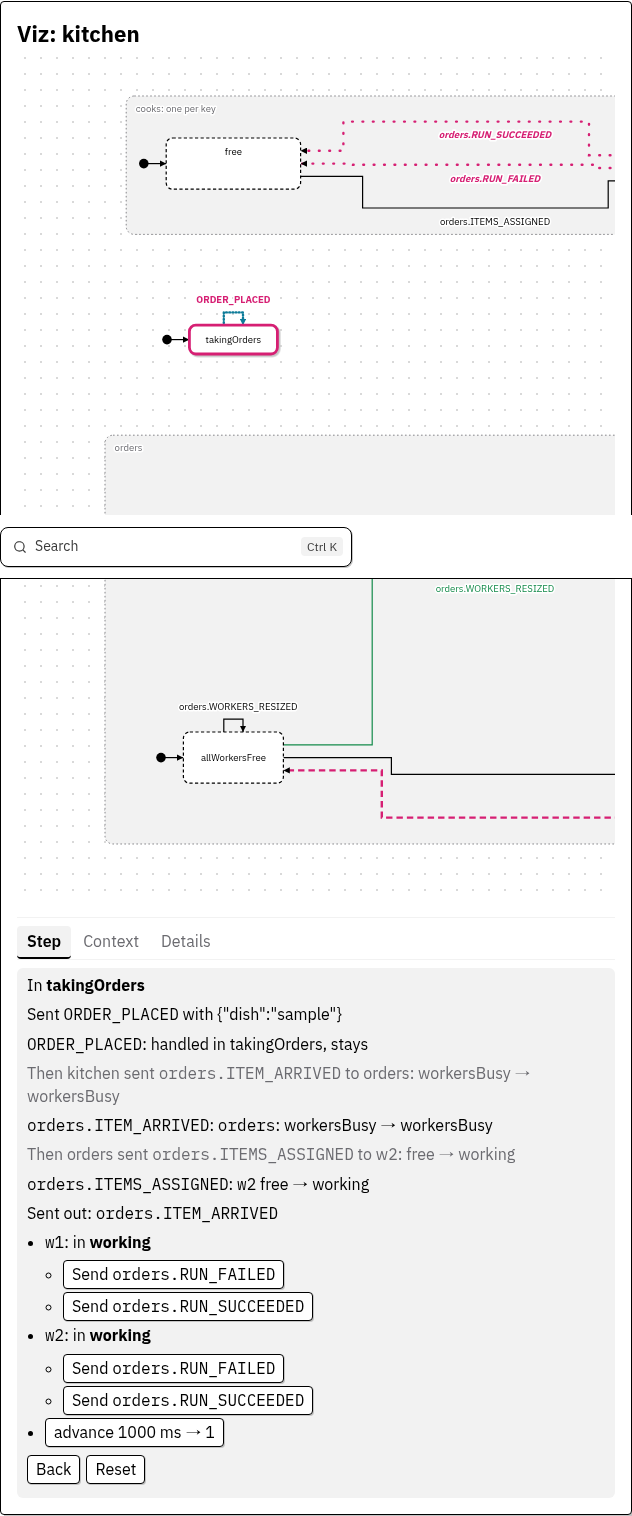 Viz: kitchen
cooks: one per key
free
orders.RUN_SUCCEEDED
orders.RUN_FAILED
orders.ITEMS_ASSIGNED
ORDER_PLACED
takingOrders
orders
Search
Ctrl K
orders.WORKERS_RESIZED
orders.WORKERS_RESIZED
allWorkersFree
Step Context Details
In takingOrders
Sent ORDER_PLACED with {"dish":"sample"}
ORDER_PLACED: handled in takingOrders, stays
Then kitchen sent orders.ITEM_ARRIVED to orders: workersBusy →
workersBusy
orders.ITEM_ARRIVED: orders: workersBusy → workersBusy
Then orders sent orders.ITEMS_ASSIGNED to w2: free → working
orders.ITEMS_ASSIGNED: w2 free → working
Sent out: orders.ITEM_ARRIVED
w1: in working
Send orders.RUN_FAILED
Send orders.RUN_SUCCEEDED
w2: in working
Send orders.RUN_FAILED
Send orders.RUN_SUCCEEDED
advance 1000 ms → 1
Back Reset